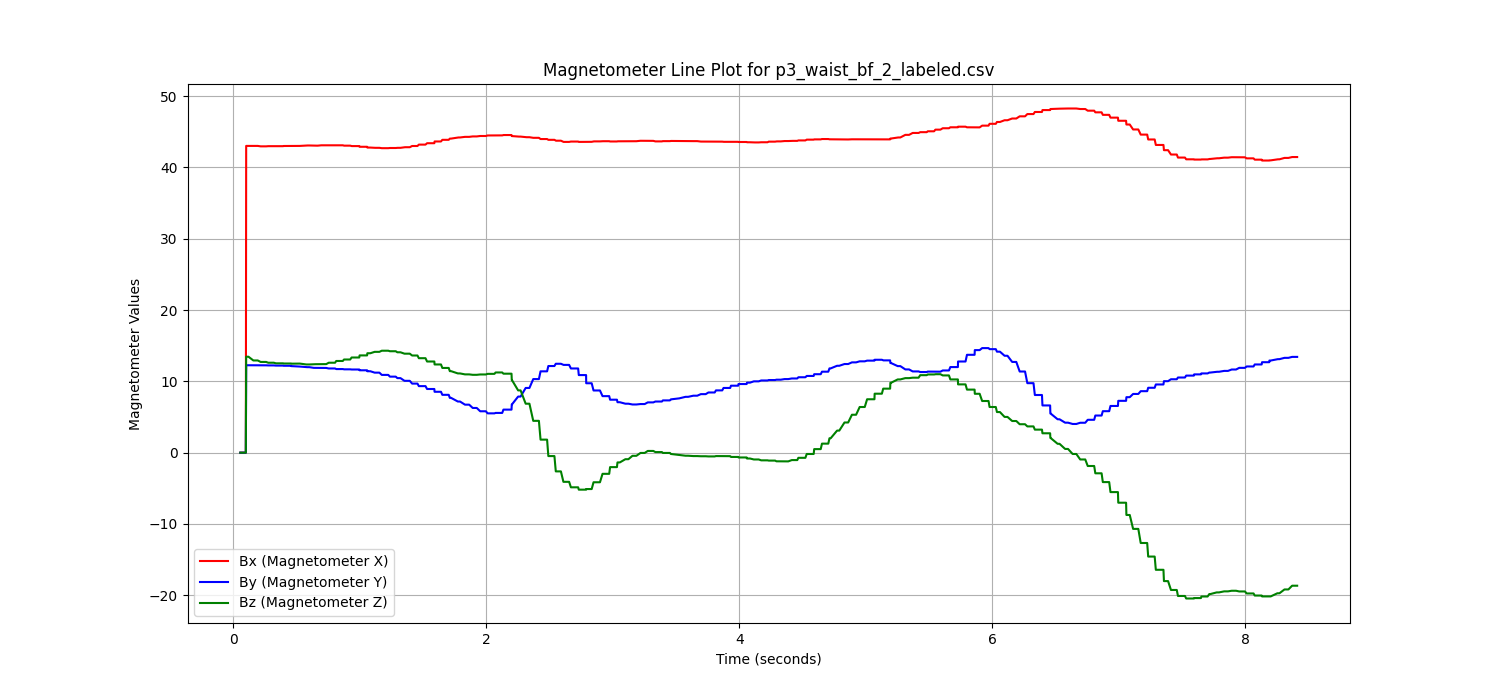 Magnetometer Line Plot for p3_waist_bf_2_labeled.csv
50
40
30
20
10
0
−10
−20
Magnetometer Values
Bx (Magnetometer X)
By (Magnetometer Y)
Bz (Magnetometer Z)
0 2 4 6 8
Time (seconds)